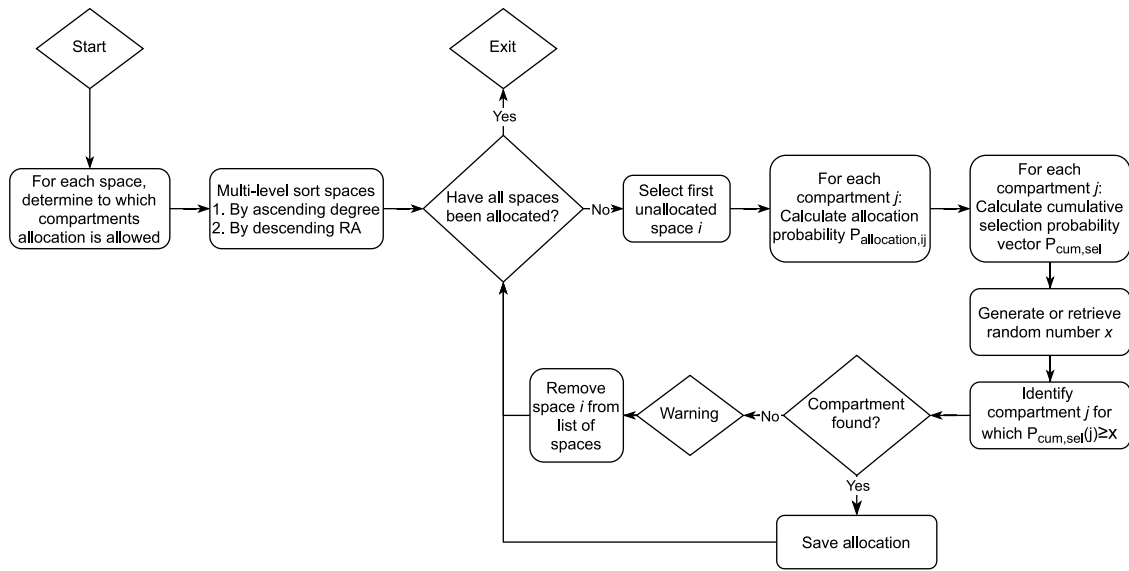 Start
Exit
Yes
For each space,
determine to which
compartments
allocation is allowed
Multi-level sort spaces
1. By ascending degree
2. By descending RA
Have all spaces
been allocated?
No
Select first
unallocated
space i
For each
compartment j:
Calculate allocation
probability Pallocation,ij
For each
compartment j:
Calculate cumulative
selection probability
vector Pcum,sel
Generate or retrieve
random number x
Identify
compartment j for
which Pcum,sel(j)≥x
Compartment
found?
No
Warning
Remove
space i from
list of
spaces
Yes
Save allocation